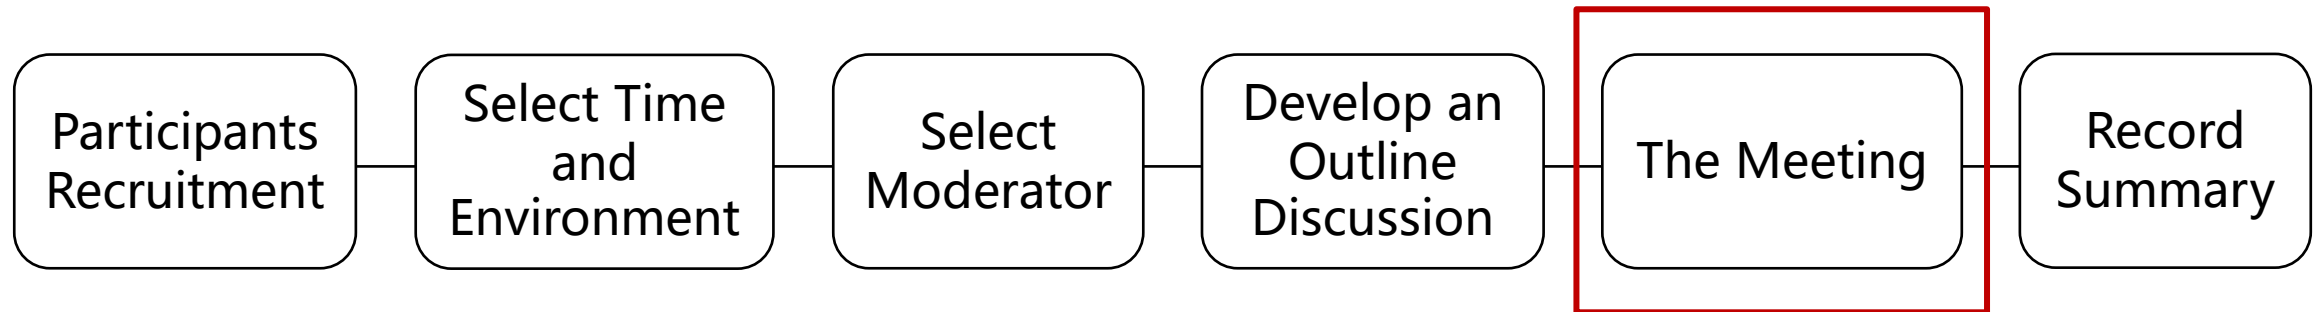 Participants
Recruitment
Select Time
and
Environment
Select
Moderator
Develop an
Outline
Discussion
The Meeting
Record
Summary